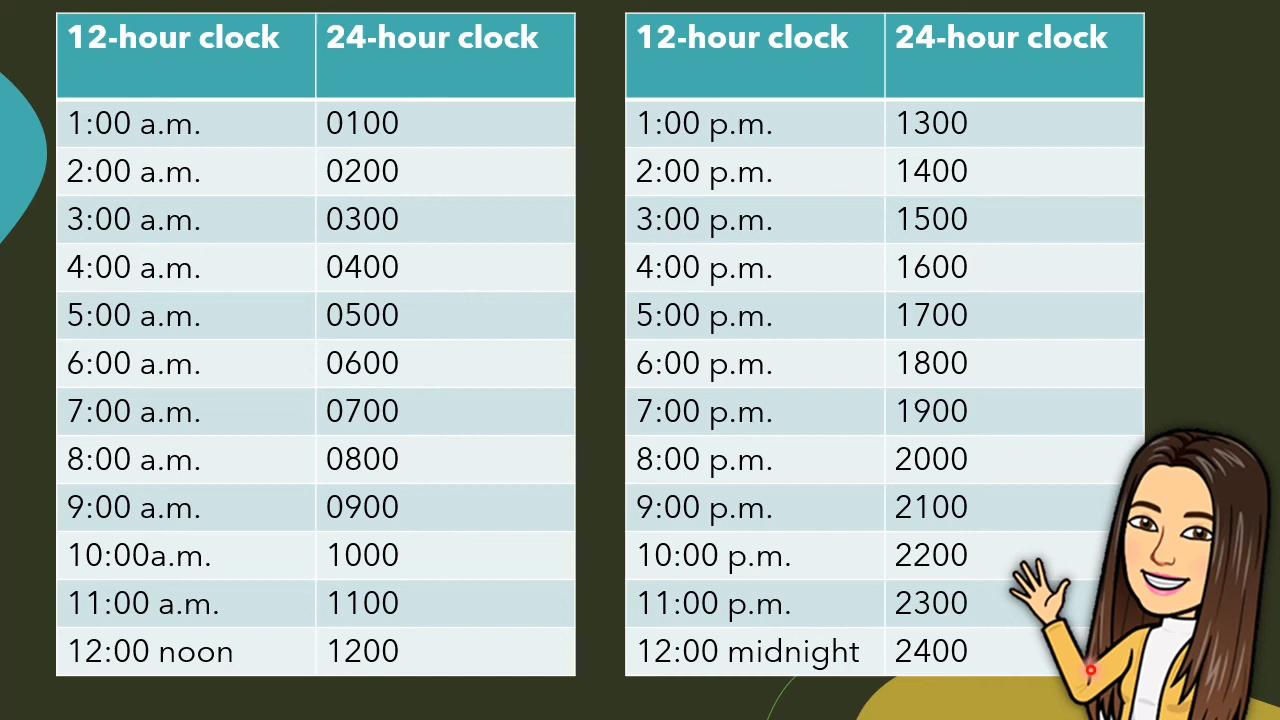 12-hour clock 24-hour clock
1:00 a.m. 0100
2:00 a.m. 0200
3:00 a.m. 0300
4:00 a.m. 0400
5:00 a.m. 0500
6:00 a.m. 0600
7:00 a.m. 0700
8:00 a.m. 0800
9:00 a.m. 0900
10:00a.m. 1000
11:00 a.m. 1100
12:00 noon 1200
12-hour clock 24-hour clock
1:00 p.m. 1300
2:00 p.m. 1400
3:00 p.m. 1500
4:00 p.m. 1600
5:00 p.m. 1700
6:00 p.m. 1800
7:00 p.m. 1900
8:00 p.m. 2000
9:00 p.m. 2100
10:00 p.m. 2200
11:00 p.m. 2300
12:00 midnight 2400